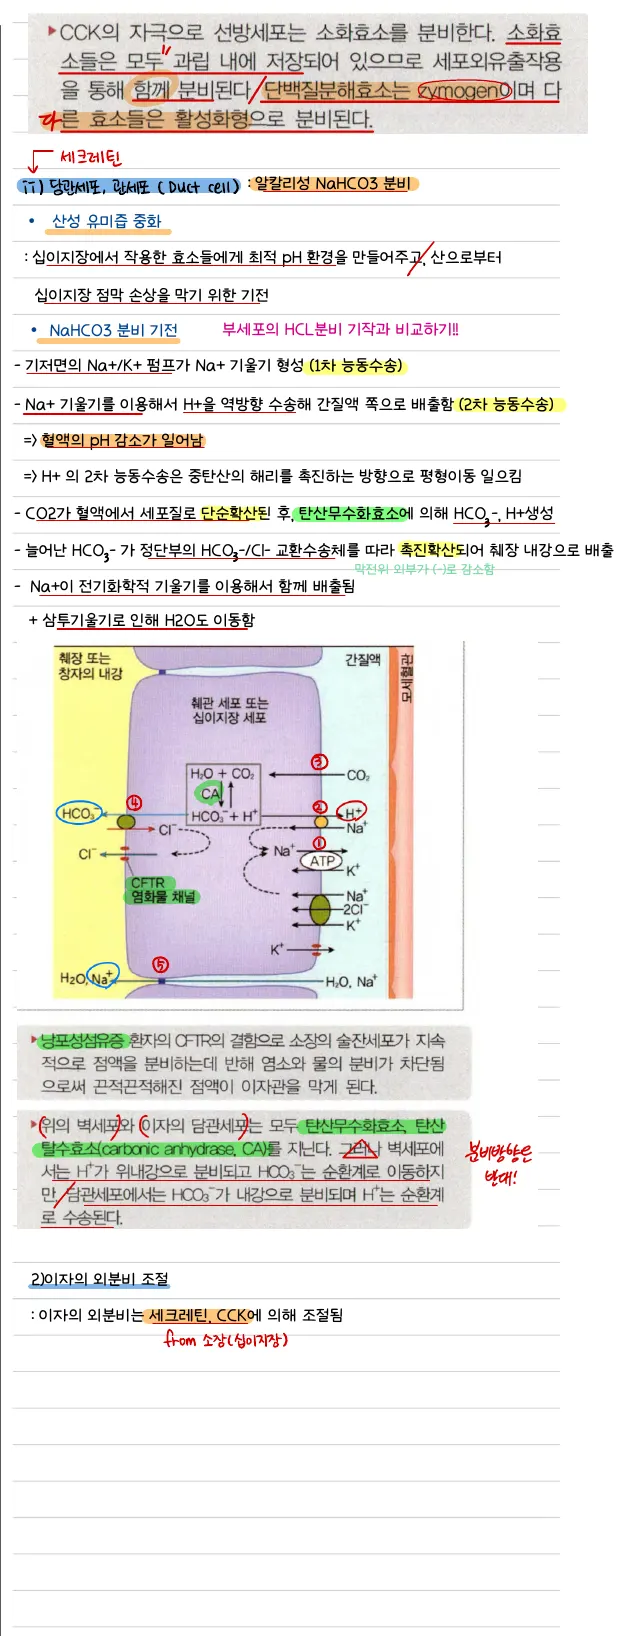 ▸CCK의 자극으로 선방세포는 소화효소를 분비한다. 소화효
소들은 모두" 과립 내에 저장되어 있으므로 세포외유출작용
을 통해 함께 분비된다/단백질분해효소는 zymogen이며 다
다 른 효소들은 활성화형으로 분비된다.
세크레틴
ii) 당관세포, 관세포 (Duct cell) : 알칼리성 NaHCO3 분비
• 산성 유미즙 중화
: 십이지장에서 작용한 효소들에게 최적 pH 환경을 만들어주고, 산으로부터
십이지장 점막 손상을 막기 위한 기전
• NaHCO3 분비 기전 부세포의 HCL분비 기작과 비교하기!!
- 기저면의 Na+/K+ 펌프가 Na+ 기울기 형성 (1차 능동수송)
- Na+ 기울기를 이용해서 H+을 역방향 수송해 간질액 쪽으로 배출함 (2차 능동수송)
=> 혈액의 pH 감소가 일어남
=> H+ 의 2차 능동수송은 중탄산의 해리를 촉진하는 방향으로 평형이동 일으킴
- CO2가 혈액에서 세포질로 단순확산된 후, 탄산무수화효소에 의해 HCO3-, H+생성
- 늘어난 HCO3- 가 정단부의 HCO3-/Cl- 교환수송체를 따라 촉진확산되어 췌장 내강으로 배출
막전위 외부가 (-)로 감소함
- Na+이 전기화학적 기울기를 이용해서 함께 배출됨
+ 삼투기울기로 인해 H2O도 이동함
췌장 또는
창자의 내강
간질액
모세혈관
췌관 세포 또는
십이지장 세포
H₂O + CO₂
③
CO₂
CA
④
②
HCO₃⁻
HCO₃⁻ + H⁺
H⁺
Cl⁻
Na⁺
①
Cl⁻
Na⁺
ATP
K⁺
CFTR
염화물 채널
Na⁺
2Cl⁻
K⁺
K⁺
⑤
H₂O, Na⁺
H₂O, Na⁺
▸낭포성섬유증 환자의 CFTR의 결함으로 소장의 술잔세포가 지속
적으로 점액을 분비하는데 반해 염소와 물의 분비가 차단됨
으로써 끈적끈적해진 점액이 이자관을 막게 된다.
▸(위의 벽세포)와 (이자의 담관세포)는 모두 탄산무수화효소, 탄산
탈수효소(carbonic anhydrase, CA)를 지닌다. 그러나 벽세포에
서는 H⁺가 위내강으로 분비되고 HCO₃⁻는 순환계로 이동하지
만, 담관세포에서는 HCO₃⁻가 내강으로 분비되며 H⁺는 순환계
로 수송된다.
분비방향은
반대!
2)이자의 외분비 조절
: 이자의 외분비는 세크레틴, CCK에 의해 조절됨
from 소장(십이지장)